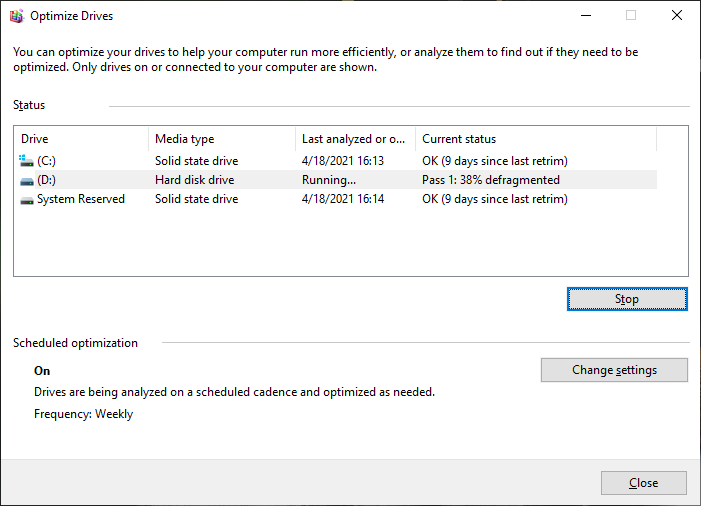 Optimize Drives
You can optimize your drives to help your computer run more efficiently, or analyze them to find out if they need to be
optimized. Only drives on or connected to your computer are shown.
Status
Drive Media type Last analyzed or o... Current status
(C:) Solid state drive 4/18/2021 16:13 OK (9 days since last retrim)
(D:) Hard disk drive Running... Pass 1: 38% defragmented
System Reserved Solid state drive 4/18/2021 16:14 OK (9 days since last retrim)
Stop
Scheduled optimization
On
Change settings
Drives are being analyzed on a scheduled cadence and optimized as needed.
Frequency: Weekly
Close